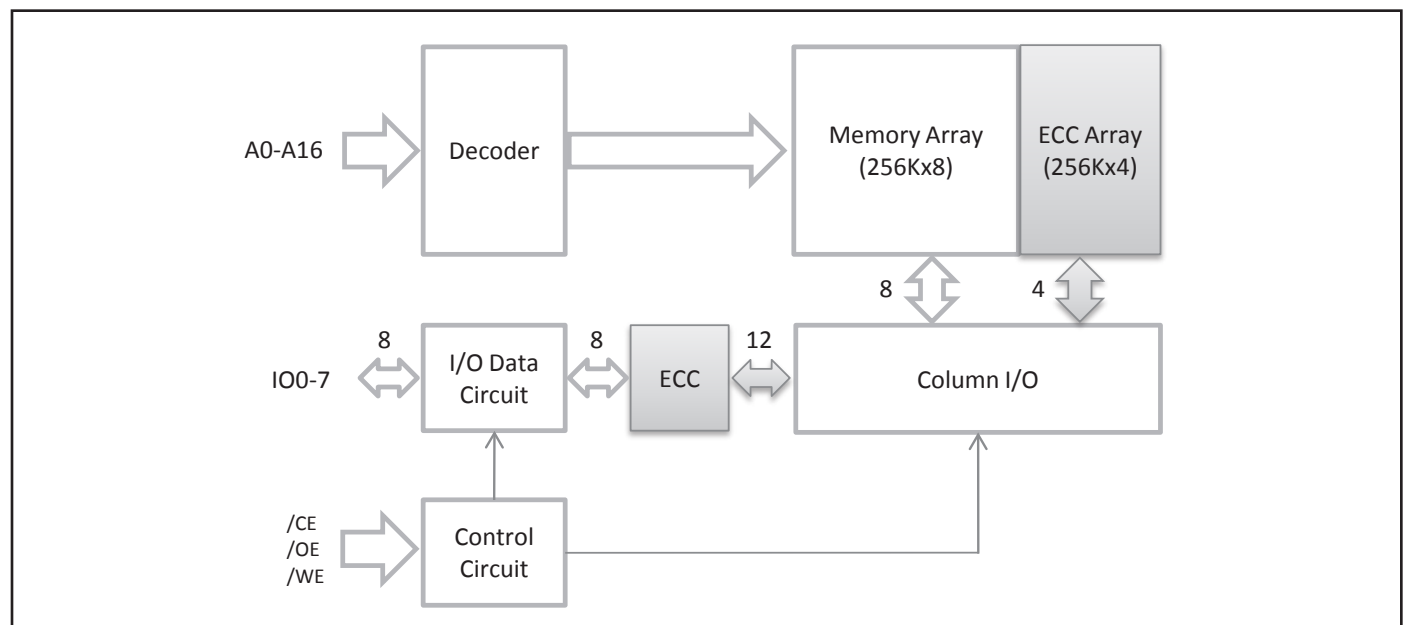 A0-A16
Decoder
Memory Array
(256Kx8)
ECC Array
(256Kx4)
8
4
IO0-7
8
I/O Data
Circuit
8
ECC
12
Column I/O
/CE
/OE
/WE
Control
Circuit